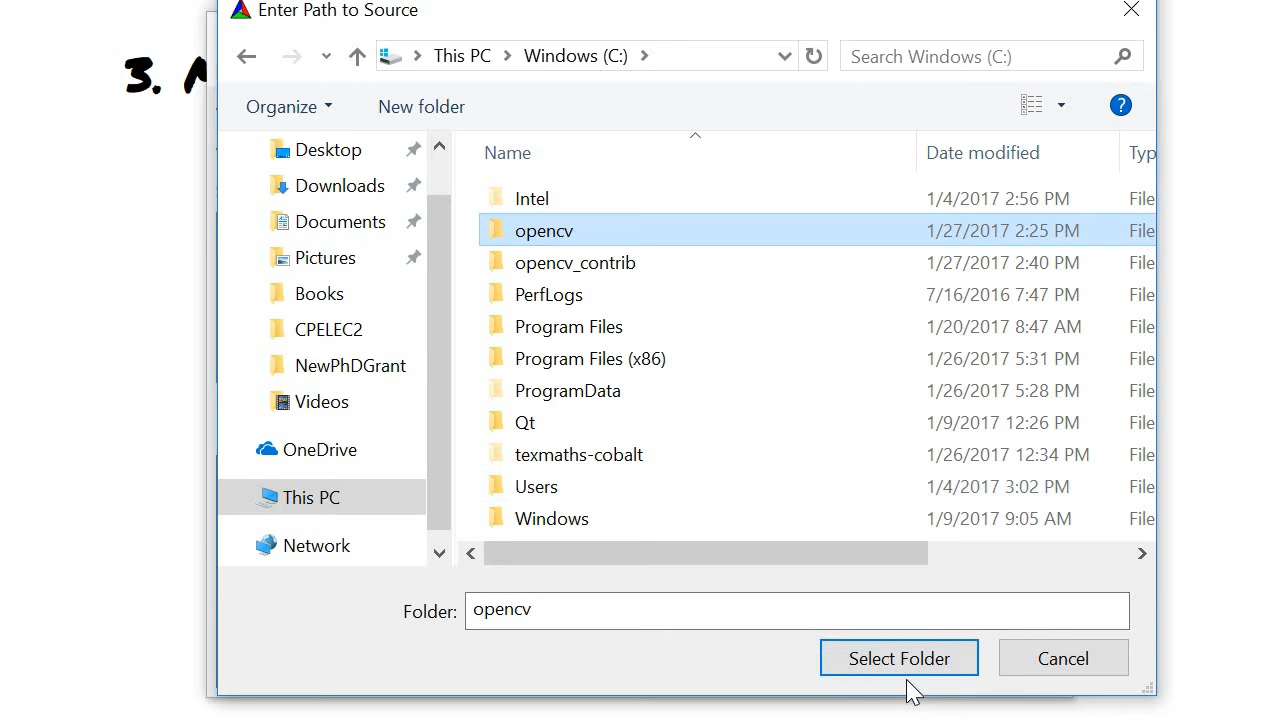 Enter Path to Source
3.
This PC > Windows (C:) >
Search Windows (C:)
Organize
New folder
?
Desktop
Downloads
Documents
Pictures
Books
CPELEC2
NewPhDGrant
Videos
OneDrive
This PC
Network
Name Date modified Typ
Intel 1/4/2017 2:56 PM File
opencv 1/27/2017 2:25 PM File
opencv_contrib 1/27/2017 2:40 PM File
PerfLogs 7/16/2016 7:47 PM File
Program Files 1/20/2017 8:47 AM File
Program Files (x86) 1/26/2017 5:31 PM File
ProgramData 1/26/2017 5:28 PM File
Qt 1/9/2017 12:26 PM File
texmaths-cobalt 1/26/2017 12:34 PM File
Users 1/4/2017 3:02 PM File
Windows 1/9/2017 9:05 AM File
Folder: opencv
Select Folder
Cancel